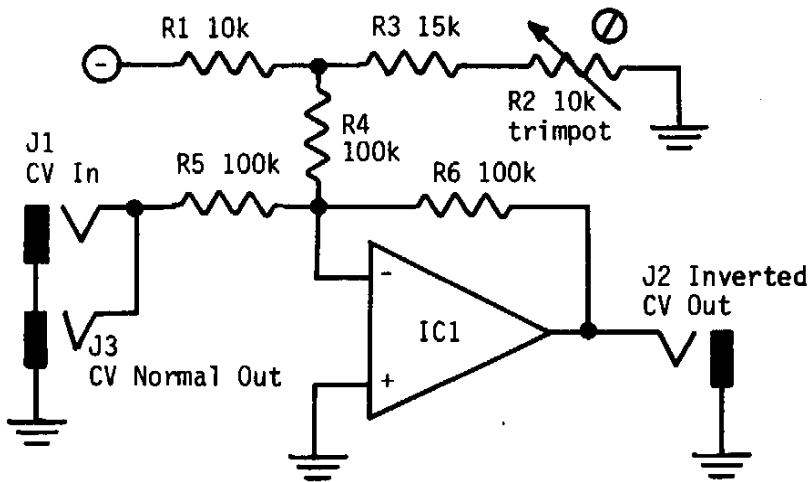 R1 10k
R3 15k
-
R2 10k
trimpot
R4
100k
J1
CV In
R5 100k
R6 100k
-
IC1
+
J2 Inverted
CV Out
J3
CV Normal Out